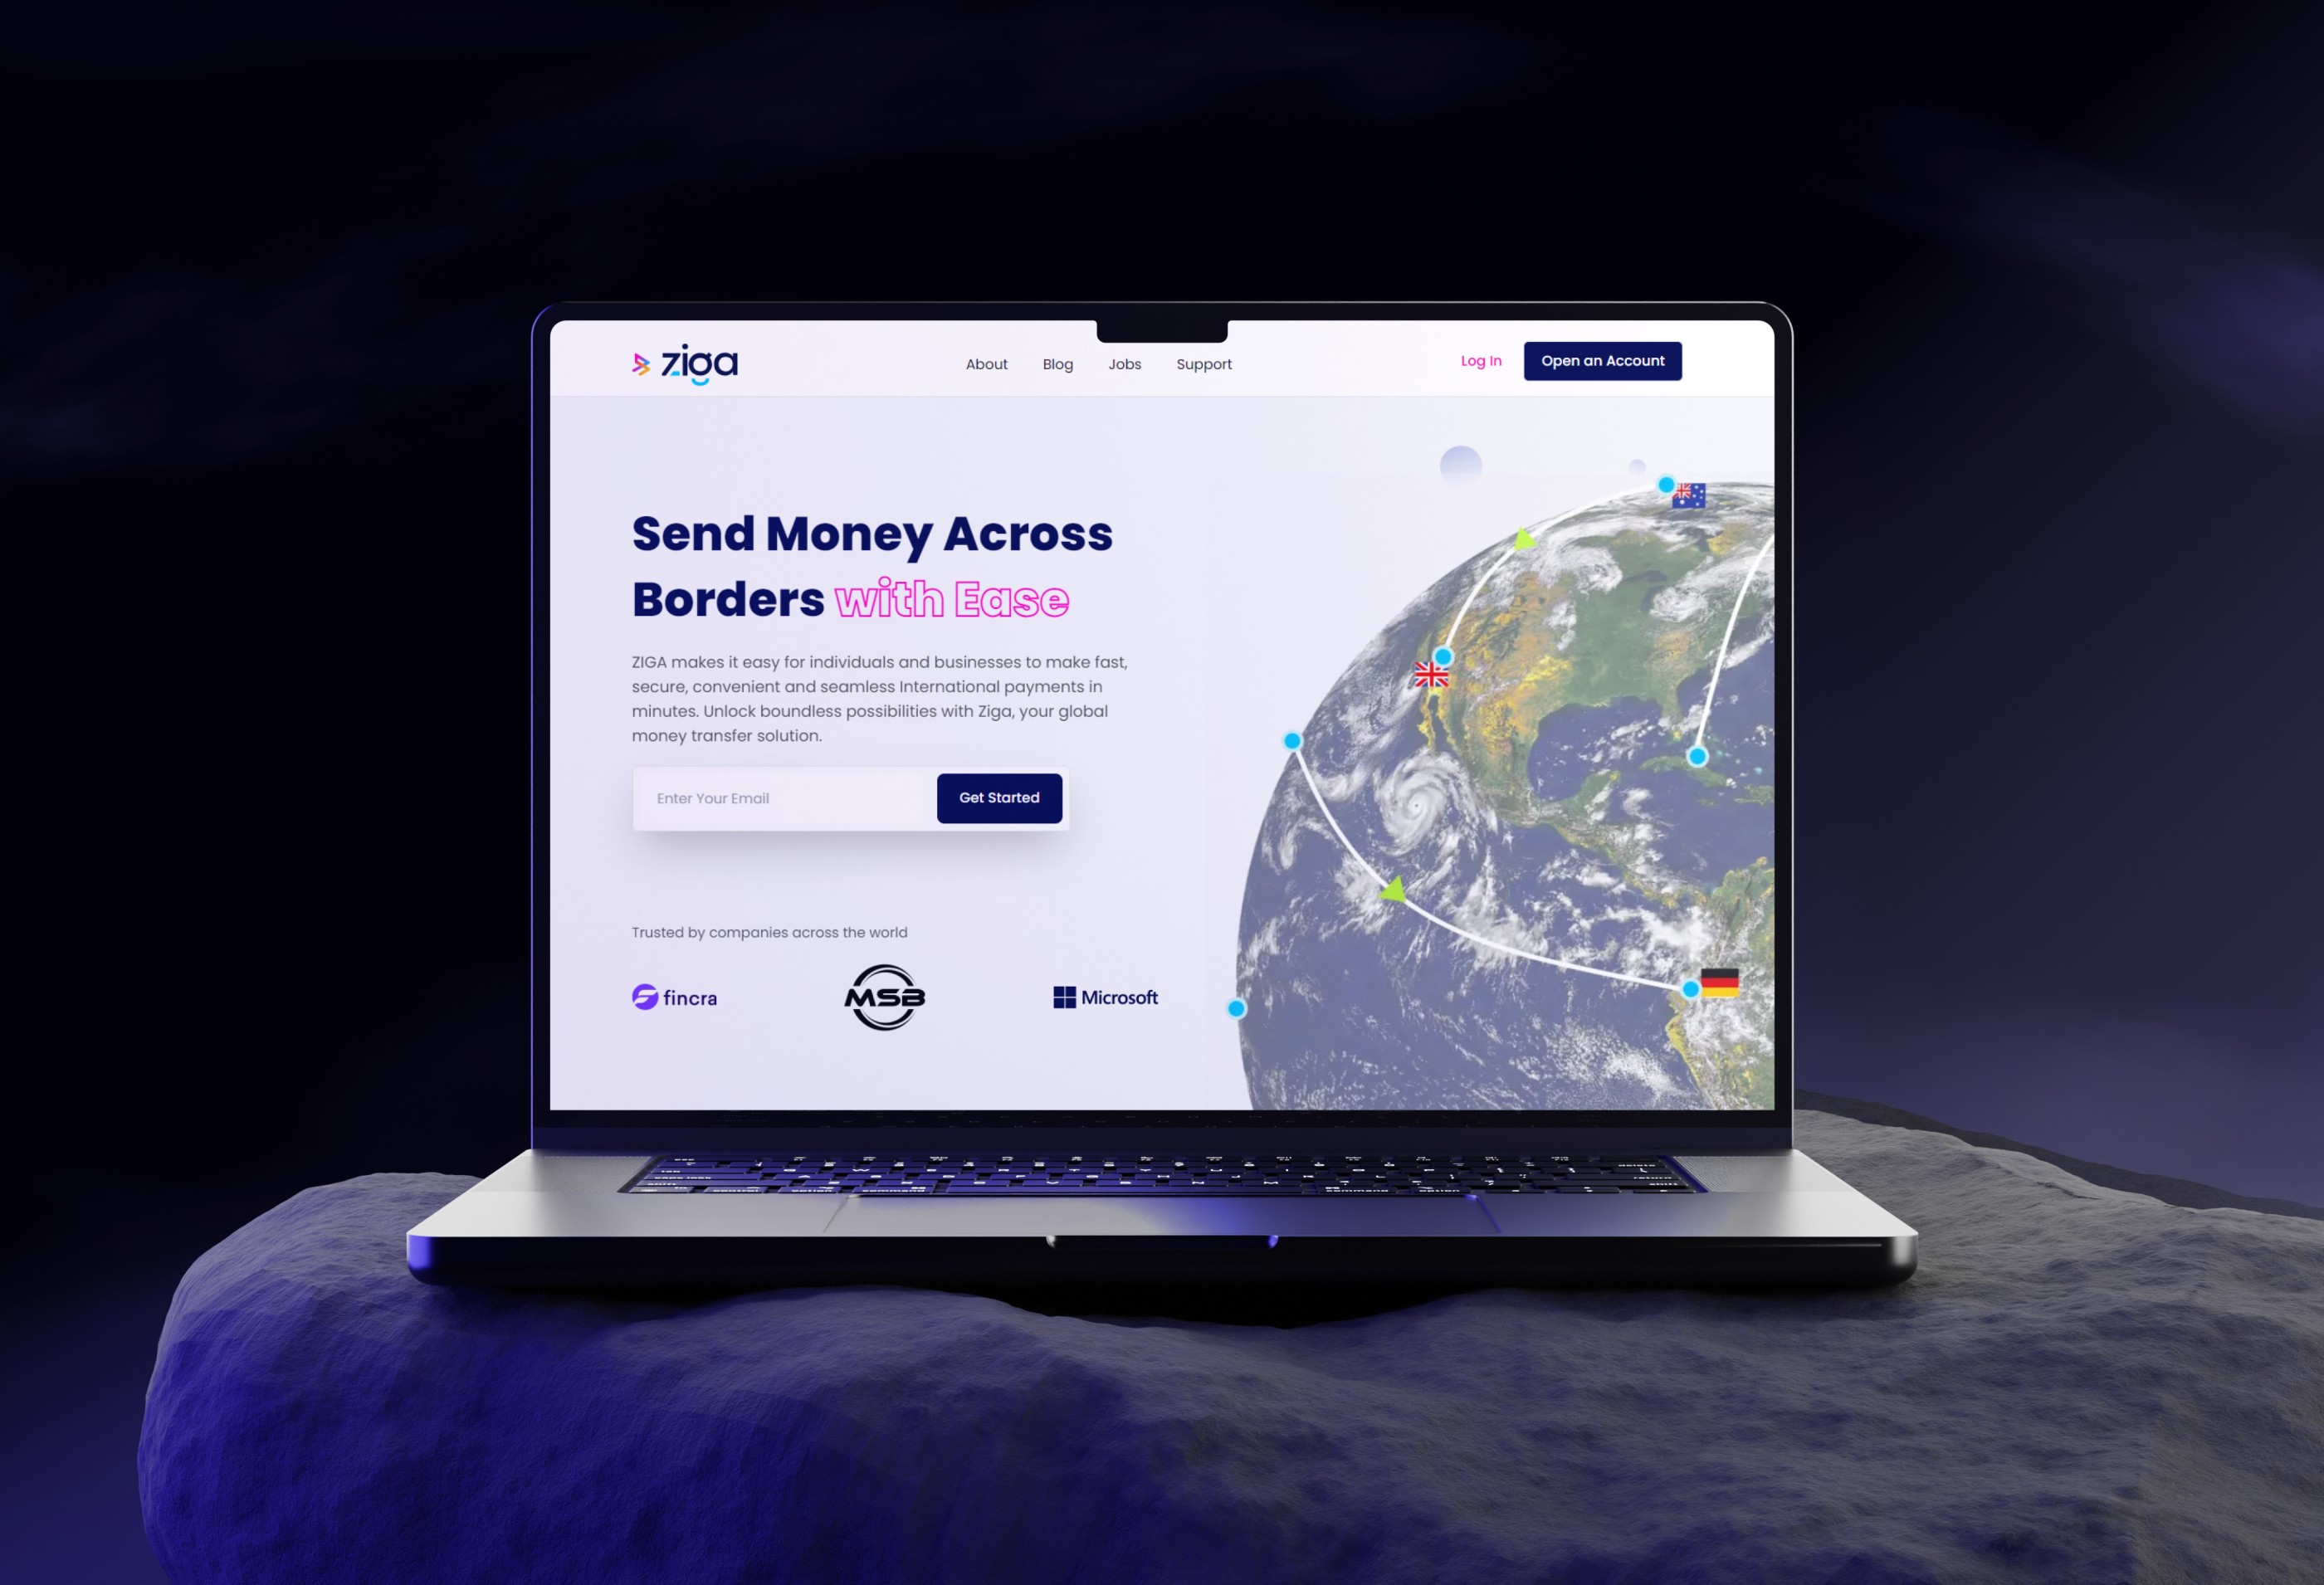 ziga
About Blog Jobs Support
Log In
Open an Account
Send Money Across
Borders with Ease
ZIGA makes it easy for individuals and businesses to make fast,
secure, convenient and seamless International payments in
minutes. Unlock boundless possibilities with Ziga, your global
money transfer solution.
Enter Your Email
Get Started
Trusted by companies across the world
fincra
MSB
Microsoft